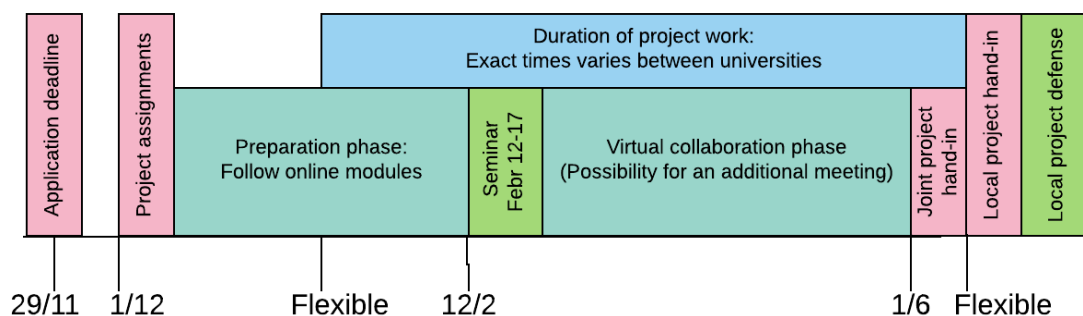 Application deadline
Project assignments
Duration of project work:
Exact times varies between universities
Preparation phase:
Follow online modules
Seminar
Febr 12-17
Virtual collaboration phase
(Possibility for an additional meeting)
Joint project
hand-in
Local project hand-in
Local project defense
29/11
1/12
Flexible
12/2
1/6
Flexible